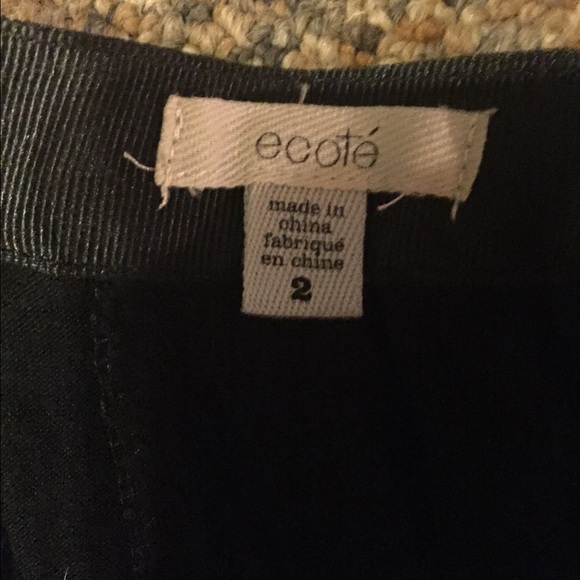 ecoté
made in
china
fabriqué
en chine
2